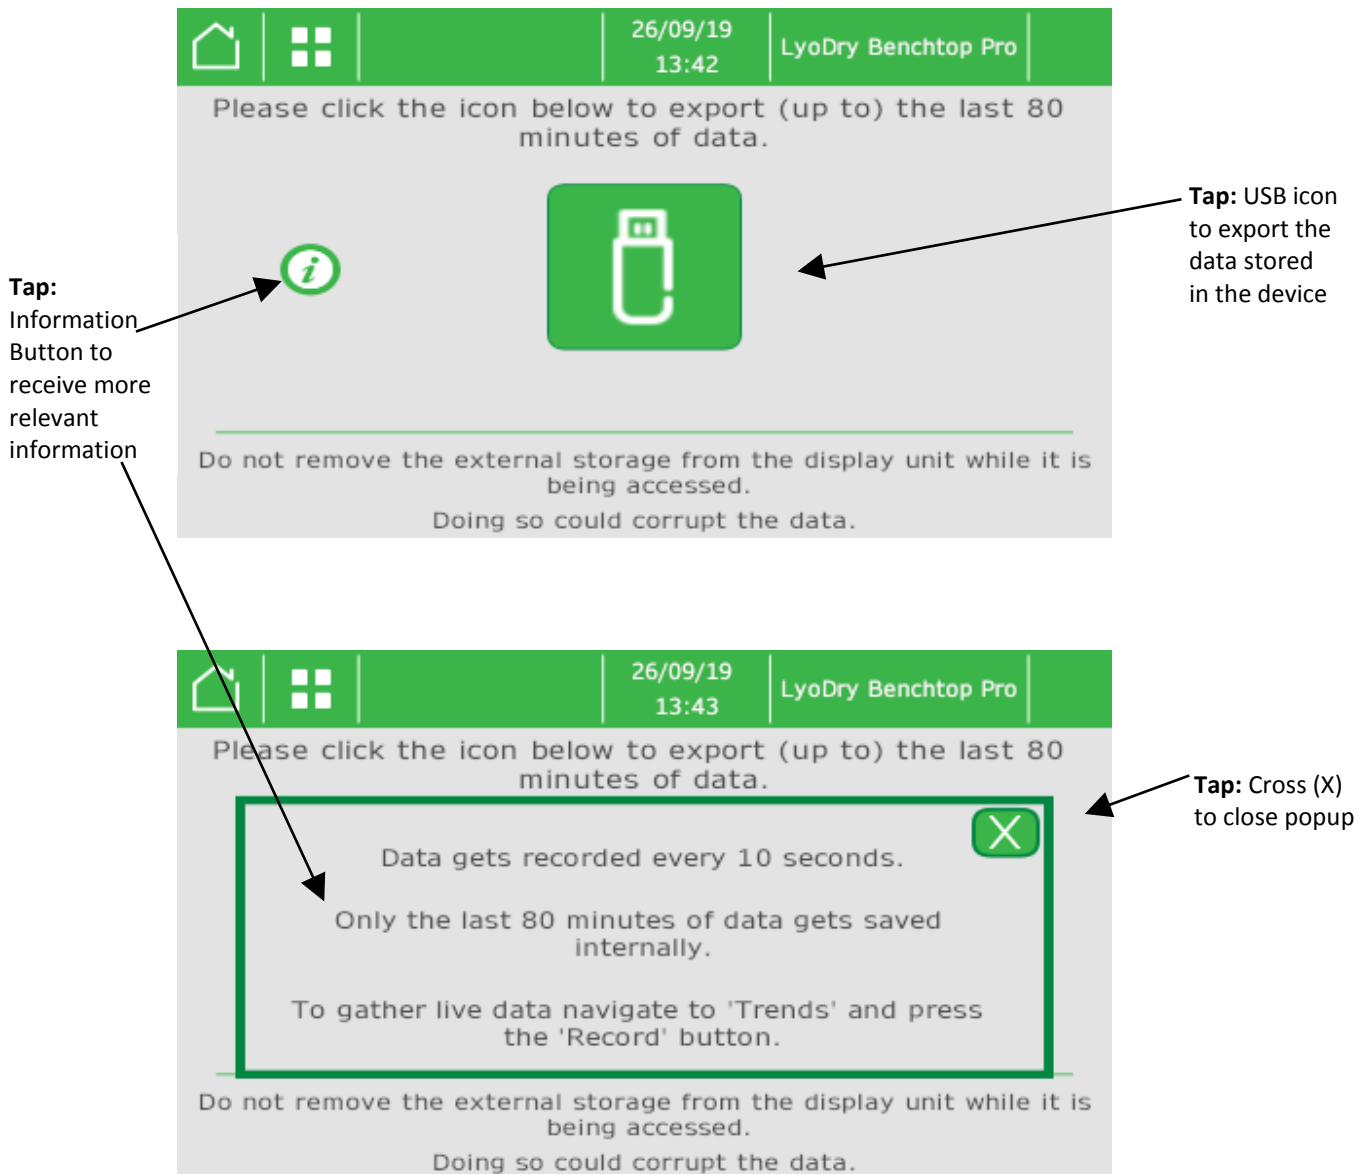 26/09/19
13:42
LyoDry Benchtop Pro
Please click the icon below to export (up to) the last 80
minutes of data.
Tap: USB icon
to export the
data stored
in the device
i
Tap:
Information
Button to
receive more
relevant
information
Do not remove the external storage from the display unit while it is
being accessed.
Doing so could corrupt the data.
26/09/19
13:43
LyoDry Benchtop Pro
Please click the icon below to export (up to) the last 80
minutes of data.
Tap: Cross (X)
to close popup
X
Data gets recorded every 10 seconds.
Only the last 80 minutes of data gets saved
internally.
To gather live data navigate to 'Trends' and press
the 'Record' button.
Do not remove the external storage from the display unit while it is
being accessed.
Doing so could corrupt the data.